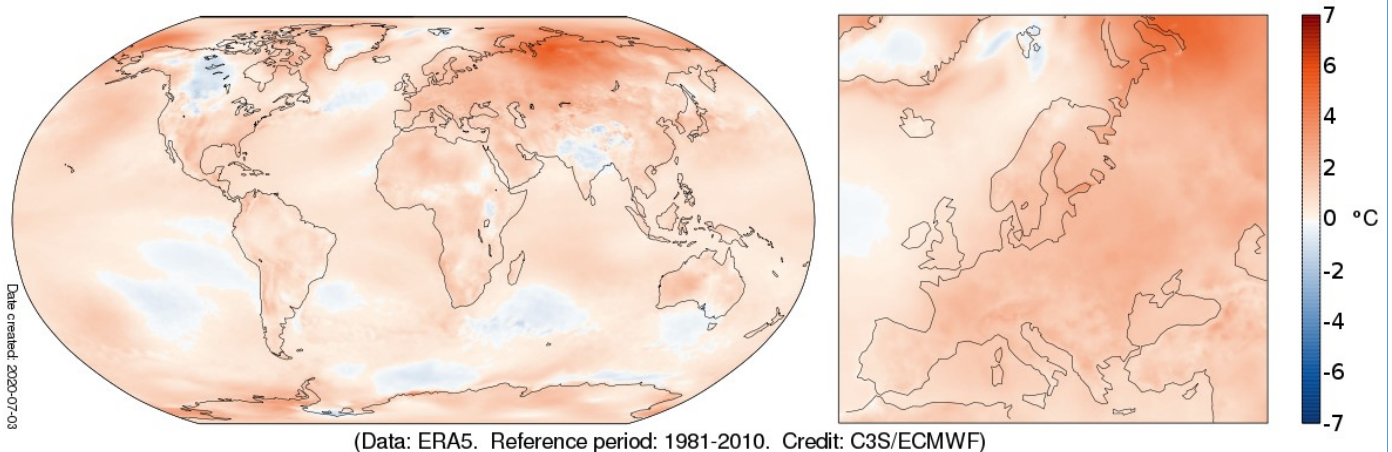 7
6
4
2
0 °C
-2
-4
-6
-7
Date created: 2020-07-03
(Data: ERA5. Reference period: 1981-2010. Credit: C3S/ECMWF)